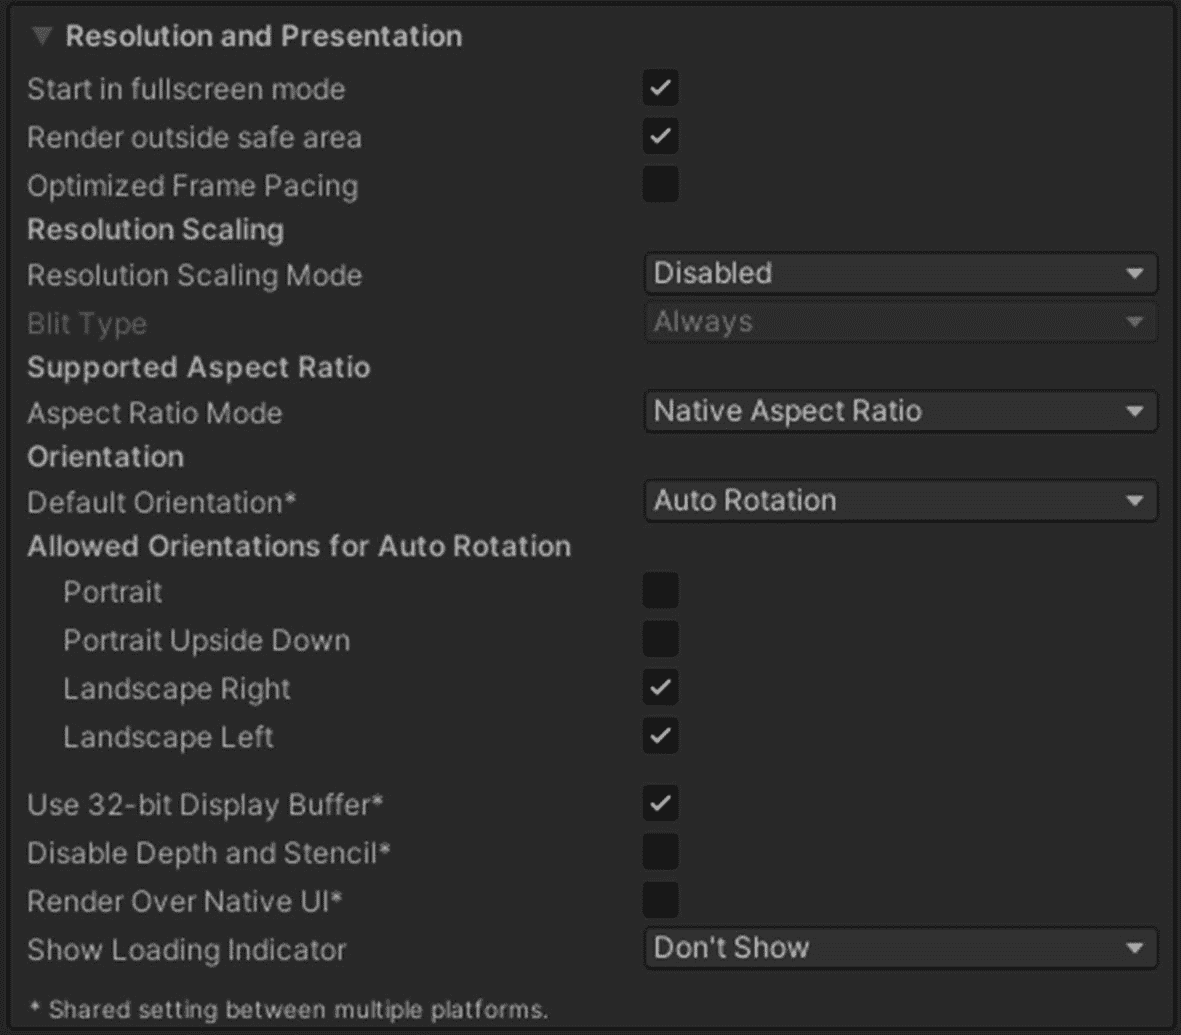 Resolution and Presentation
Start in fullscreen mode
Render outside safe area
Optimized Frame Pacing
Resolution Scaling
Resolution Scaling Mode Disabled
Blit Type Always
Supported Aspect Ratio
Aspect Ratio Mode Native Aspect Ratio
Orientation
Default Orientation* Auto Rotation
Allowed Orientations for Auto Rotation
Portrait
Portrait Upside Down
Landscape Right
Landscape Left
Use 32-bit Display Buffer*
Disable Depth and Stencil*
Render Over Native UI*
Show Loading Indicator Don't Show
* Shared setting between multiple platforms.